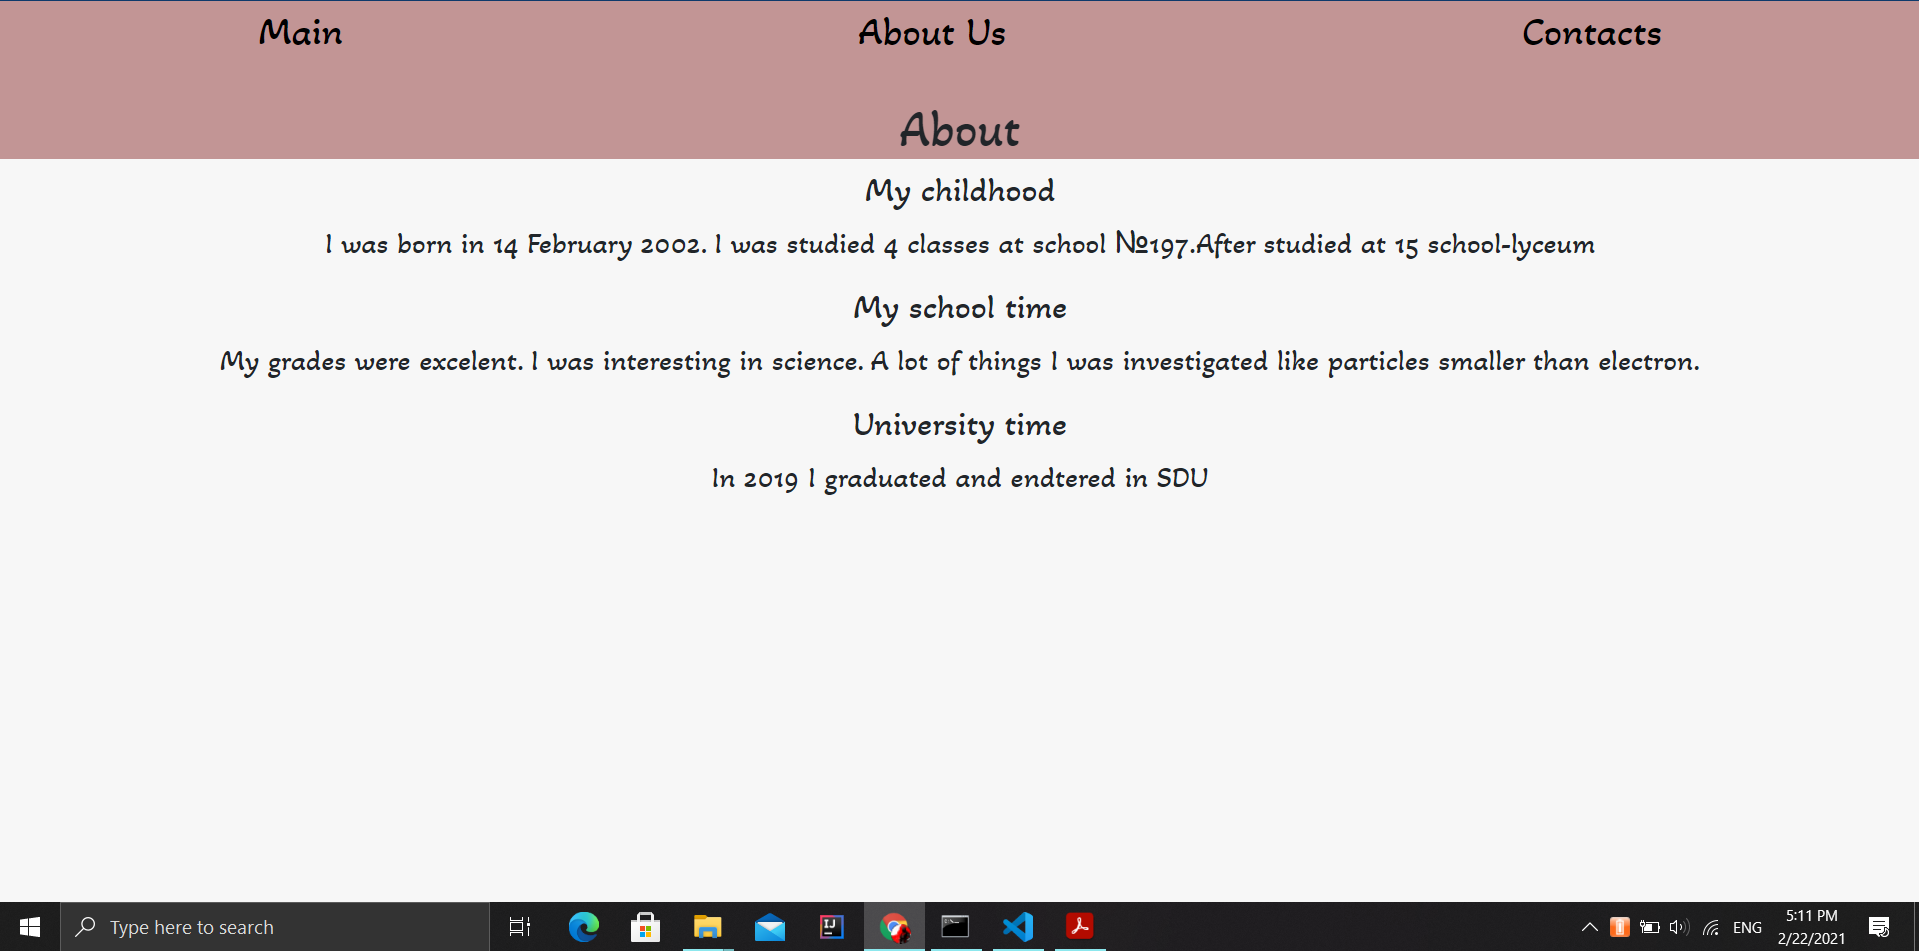 Main About Us Contacts
About
My childhood
I was born in 14 February 2002. I was studied 4 classes at school №197.After studied at 15 school-lyceum
My school time
My grades were excelent. I was interesting in science. A lot of things I was investigated like particles smaller than electron.
University time
In 2019 I graduated and endtered in SDU
Type here to search
ENG
5:11 PM
2/22/2021